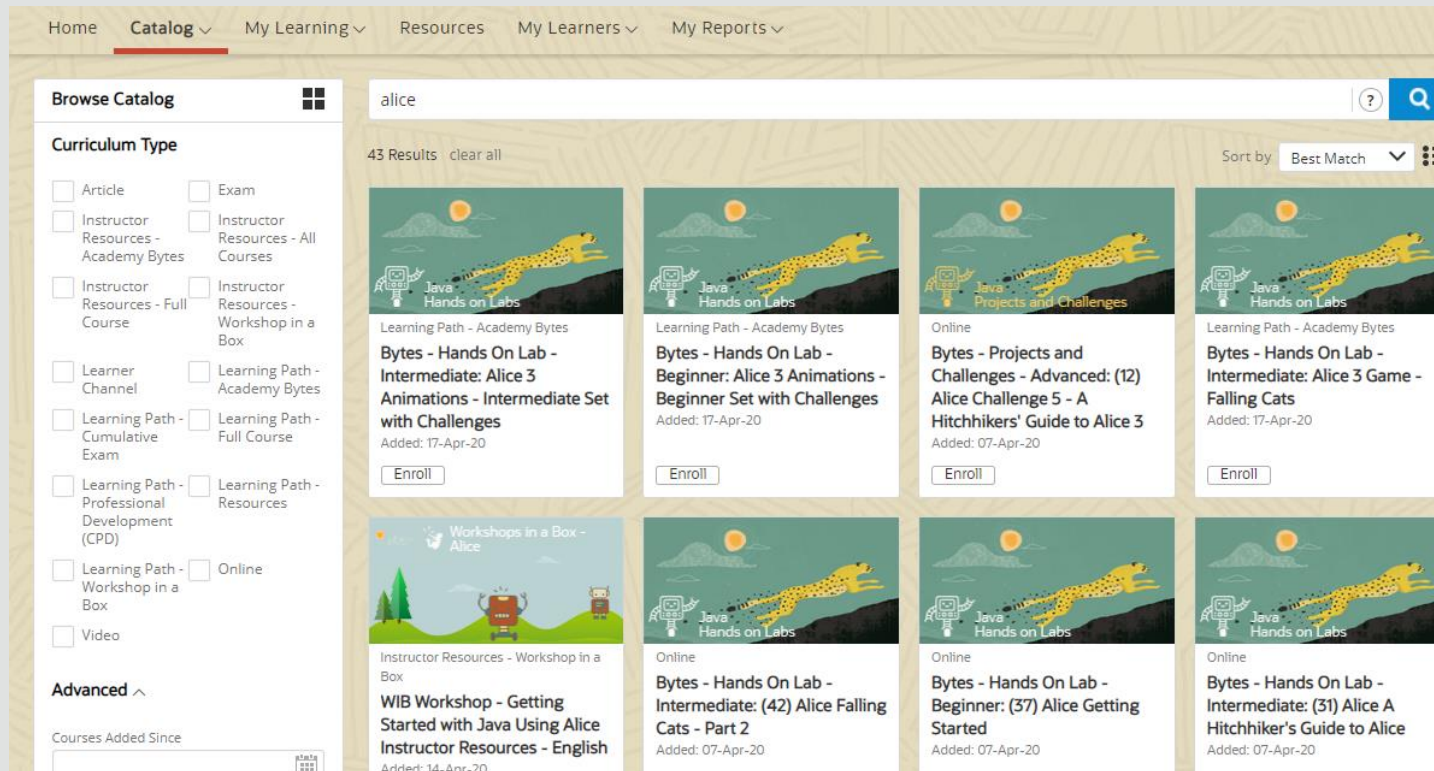 Home Catalog My Learning Resources My Learners My Reports
Browse Catalog
Curriculum Type
Article
Exam
Instructor
Resources -
Academy Bytes
Instructor
Resources - All
Courses
Instructor
Resources - Full
Course
Instructor
Resources -
Workshop in a
Box
Learner
Channel
Learning Path -
Academy Bytes
Learning Path -
Cumulative
Exam
Learning Path -
Full Course
Learning Path -
Professional
Development
(CPD)
Learning Path -
Resources
Learning Path -
Workshop in a
Box
Online
Video
Advanced
Courses Added Since
alice
?
43 Results clear all
Sort by Best Match
Java
Hands on Labs
Learning Path - Academy Bytes
Bytes - Hands On Lab -
Intermediate: Alice 3
Animations - Intermediate Set
with Challenges
Added: 17-Apr-20
Enroll
Java
Hands on Labs
Learning Path - Academy Bytes
Bytes - Hands On Lab -
Beginner: Alice 3 Animations -
Beginner Set with Challenges
Added: 17-Apr-20
Enroll
Java
Projects and Challenges
Online
Bytes - Projects and
Challenges - Advanced: (12)
Alice Challenge 5 - A
Hitchhikers' Guide to Alice 3
Added: 07-Apr-20
Enroll
Java
Hands on Labs
Learning Path - Academy Bytes
Bytes - Hands On Lab -
Intermediate: Alice 3 Game -
Falling Cats
Added: 17-Apr-20
Enroll
Workshops in a Box -
Alice
Instructor Resources - Workshop in a
Box
WIB Workshop - Getting
Started with Java Using Alice
Instructor Resources - English
Added: 14-Apr-20
Java
Hands on Labs
Online
Bytes - Hands On Lab -
Intermediate: (42) Alice Falling
Cats - Part 2
Added: 07-Apr-20
Java
Hands on Labs
Online
Bytes - Hands On Lab -
Beginner: (37) Alice Getting
Started
Added: 07-Apr-20
Java
Hands on Labs
Online
Bytes - Hands On Lab -
Intermediate: (31) Alice A
Hitchhiker's Guide to Alice
Added: 07-Apr-20